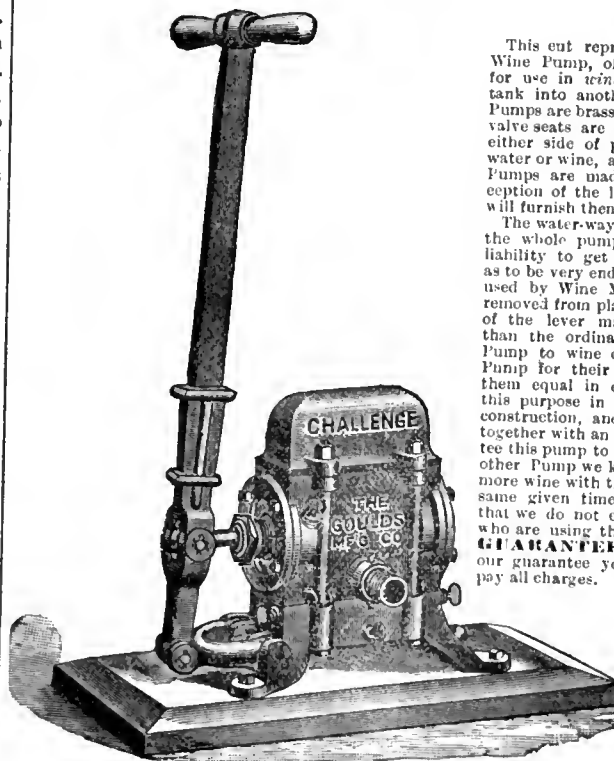 CHALLENGE
THE
GOULDS
MFG. CO
This cut repr
Wine Pump, o
for use in win
tank into anoth
Pumps are brass
valve seats are
either side of p
water or wine, a
Pumps are mad
ception of the l
will furnish then
The water-way
the whole pump
liability to get
as to be very end
used by Wine M
removed from pla
of the lever ma
than the ordina
Pump to wine c
Pump for their
them equal in e
this purpose in
construction, and
together with an
tee this pump to
other Pump we k
more wine with t
same given time
that we do not e
who are using th
GUARANTEE
our guarantee yo
pay all charges.